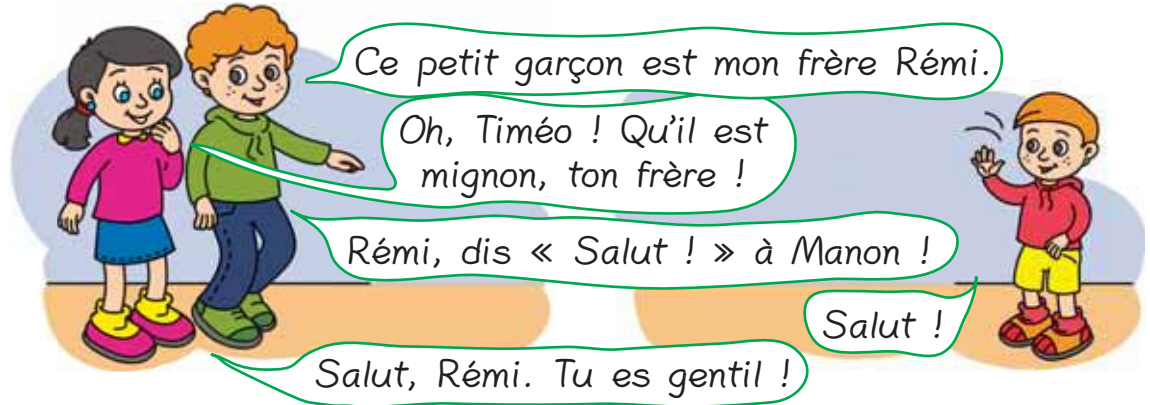 Ce petit garçon est mon frère Rémi.
Oh, Timéo ! Qu'il est
mignon, ton frère !
Rémi, dis « Salut ! » à Manon !
Salut !
Salut, Rémi. Tu es gentil !